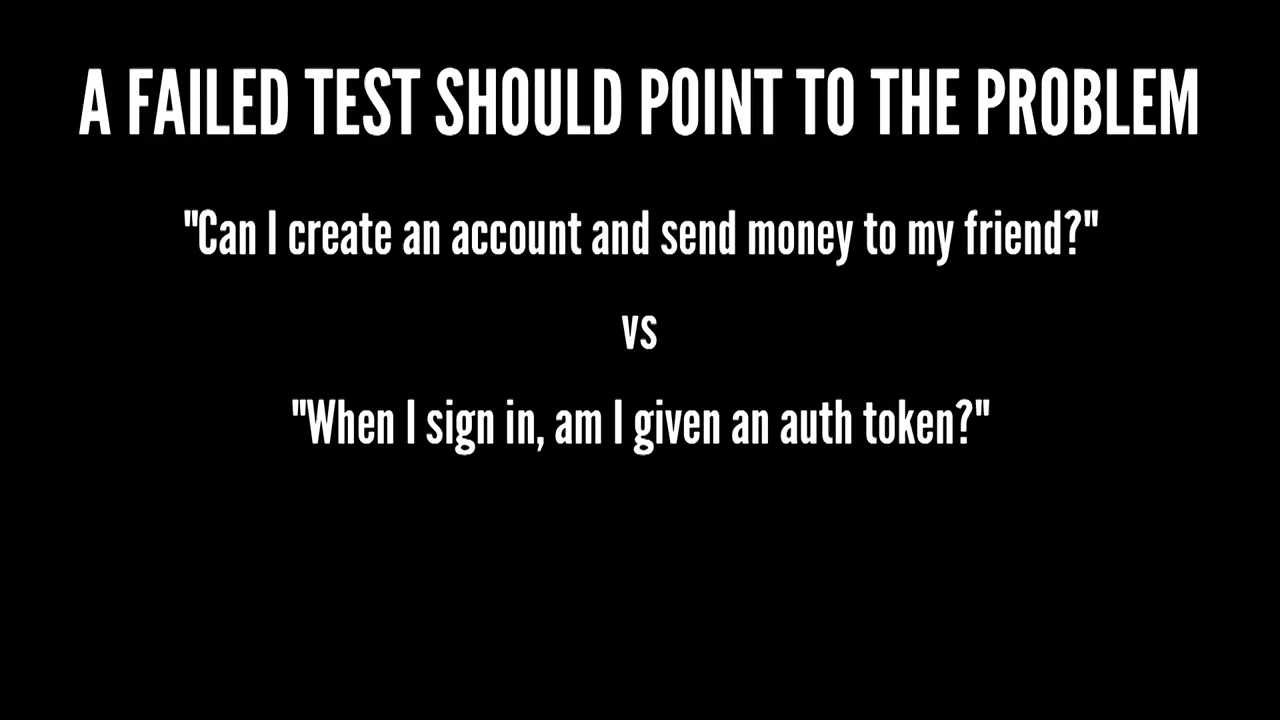 A FAILED TEST SHOULD POINT TO THE PROBLEM
"Can I create an account and send money to my friend?"
vs
"When I sign in, am I given an auth token?"